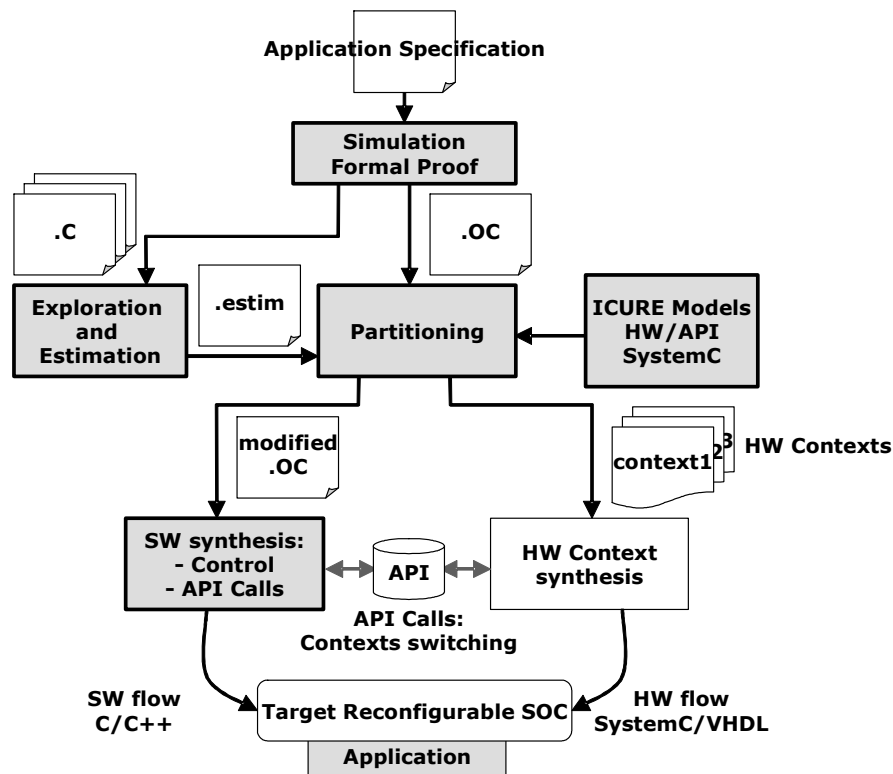 Application Specification
Simulation
Formal Proof
.C
.OC
.estim
Exploration
and
Estimation
Partitioning
ICURE Models
HW/API
SystemC
modified
.OC
context1
2
3
HW Contexts
SW synthesis:
- Control
- API Calls
API
HW Context
synthesis
API Calls:
Contexts switching
SW flow
C/C++
Target Reconfigurable SOC
HW flow
SystemC/VHDL
Application